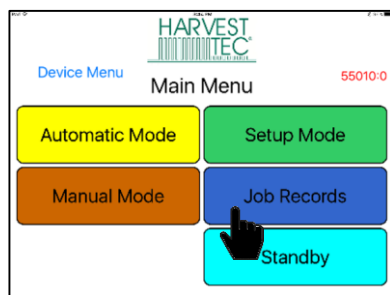 HARVEST
TEC
Device Menu
Main Menu
55010:0
Automatic Mode
Setup Mode
Manual Mode
Job Records
Standby